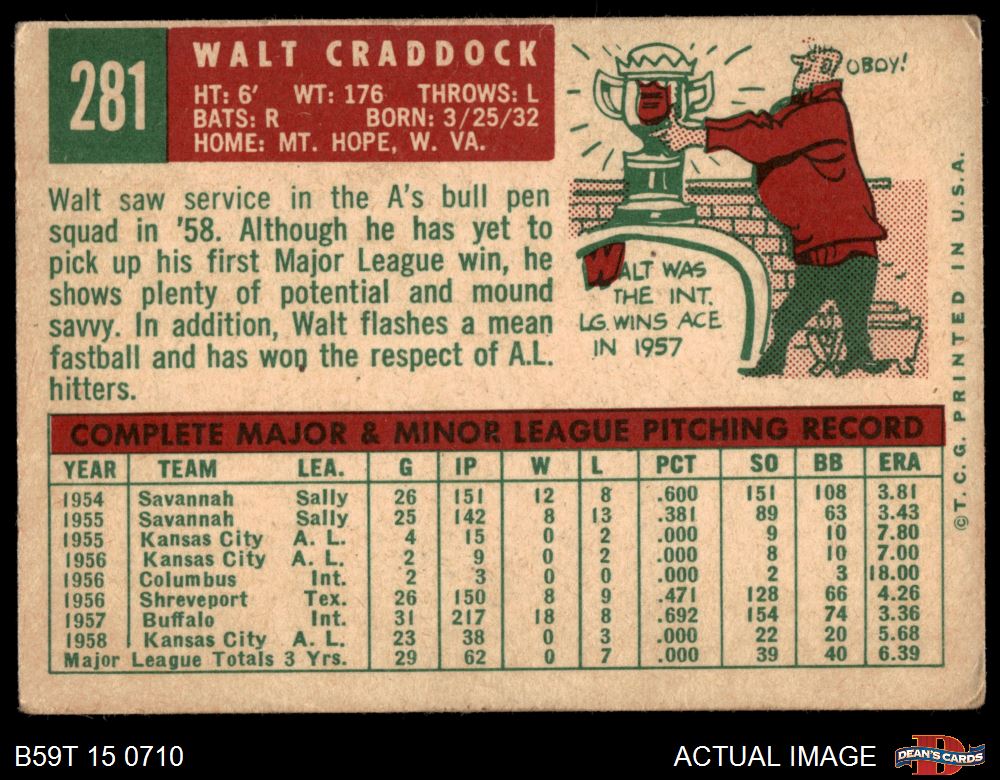 281
WALT CRADDOCK
HT: 6' WT: 176 THROWS: L
BATS: R BORN: 3/25/32
HOME: MT. HOPE, W. VA.
Walt saw service in the A's bull pen
squad in '58. Although he has yet to
pick up his first Major League win, he
shows plenty of potential and mound
savvy. In addition, Walt flashes a mean
fastball and has won the respect of A.L.
hitters.
OBOY!
WALT WAS
THE INT.
LG. WINS ACE
IN 1957
COMPLETE MAJOR & MINOR LEAGUE PITCHING RECORD
YEAR TEAM LEA. G IP W L PCT SO BB ERA
1954 Savannah Sally 26 151 12 8 .600 151 108 3.81
1955 Savannah Sally 25 142 8 13 .381 89 63 3.43
1955 Kansas City A. L. 4 15 0 2 .000 9 10 7.80
1956 Kansas City A. L. 2 9 0 2 .000 8 10 7.00
1956 Columbus Int. 2 3 0 0 .000 2 3 18.00
1956 Shreveport Tex. 26 150 8 9 .471 128 66 4.26
1957 Buffalo Int. 31 217 18 8 .692 154 74 3.36
1958 Kansas City A. L. 23 38 0 3 .000 22 20 5.68
Major League Totals 3 Yrs. 29 62 0 7 .000 39 40 6.39
© T. C. G. PRINTED IN U.S.A.
B59T 15 0710
ACTUAL IMAGE
D
DEAN'S CARDS